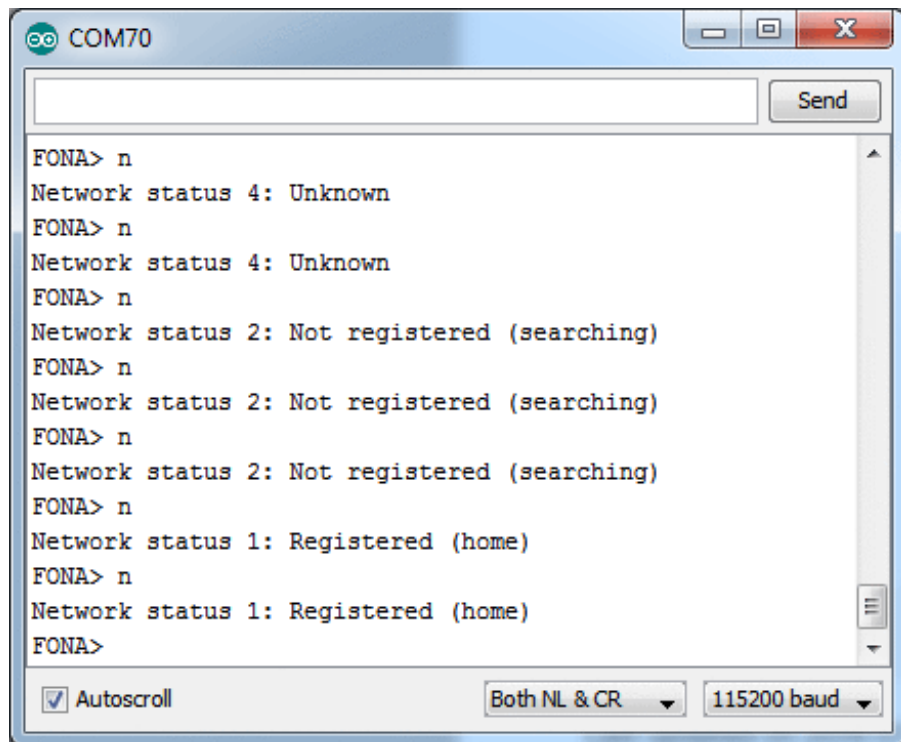 COM70
Send
FONA> n
Network status 4: Unknown
FONA> n
Network status 4: Unknown
FONA> n
Network status 2: Not registered (searching)
FONA> n
Network status 2: Not registered (searching)
FONA> n
Network status 2: Not registered (searching)
FONA> n
Network status 1: Registered (home)
FONA> n
Network status 1: Registered (home)
FONA>
Autoscroll Both NL & CR 115200 baud